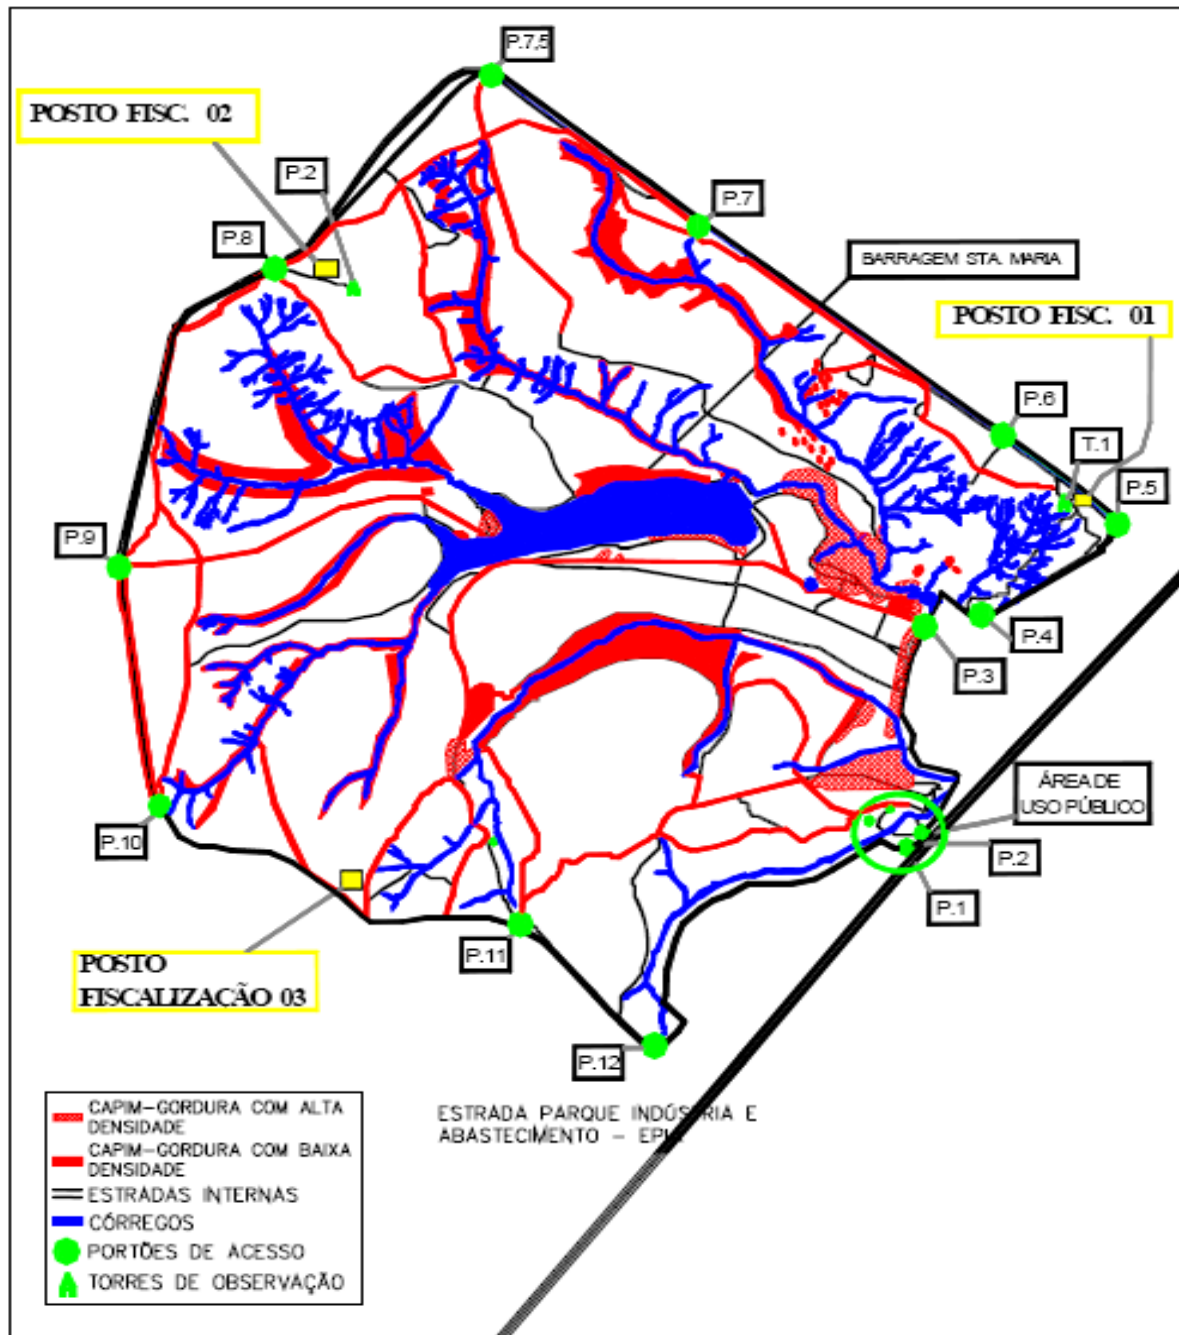 P.7,5
POSTO FISC. 02
P.2
P.7
P.8
BARRAGEM STA. MARIA
POSTO FISC. 01
P.6
T.1
P.5
P.9
P.4
P.3
ÁREA DE
USO PÚBLICO
P.10
P.2
P.1
P.11
POSTO
FISCALIZAÇÃO 03
P.12
CAPIM-GORDURA COM ALTA
DENSIDADE
CAPIM-GORDURA COM BAIXA
DENSIDADE
ESTRADAS INTERNAS
CÓRREGOS
PORTÕES DE ACESSO
TORRES DE OBSERVAÇÃO
ESTRADA PARQUE INDÚSTRIA E
ABASTECIMENTO - EPIA